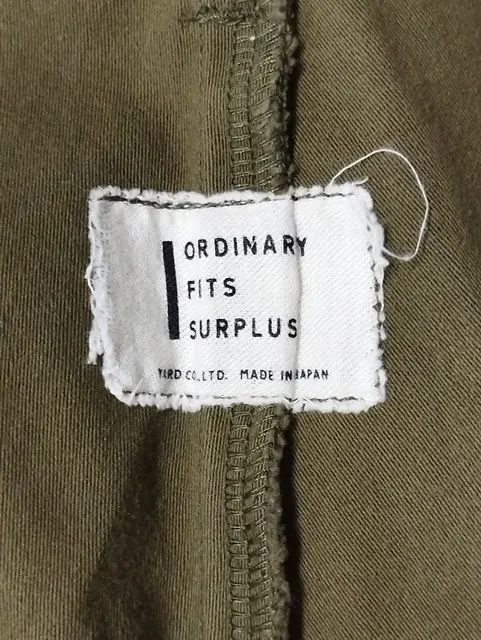 ORDINARY
FITS
SURPLUS
YARD CO.,LTD. MADE IN JAPAN